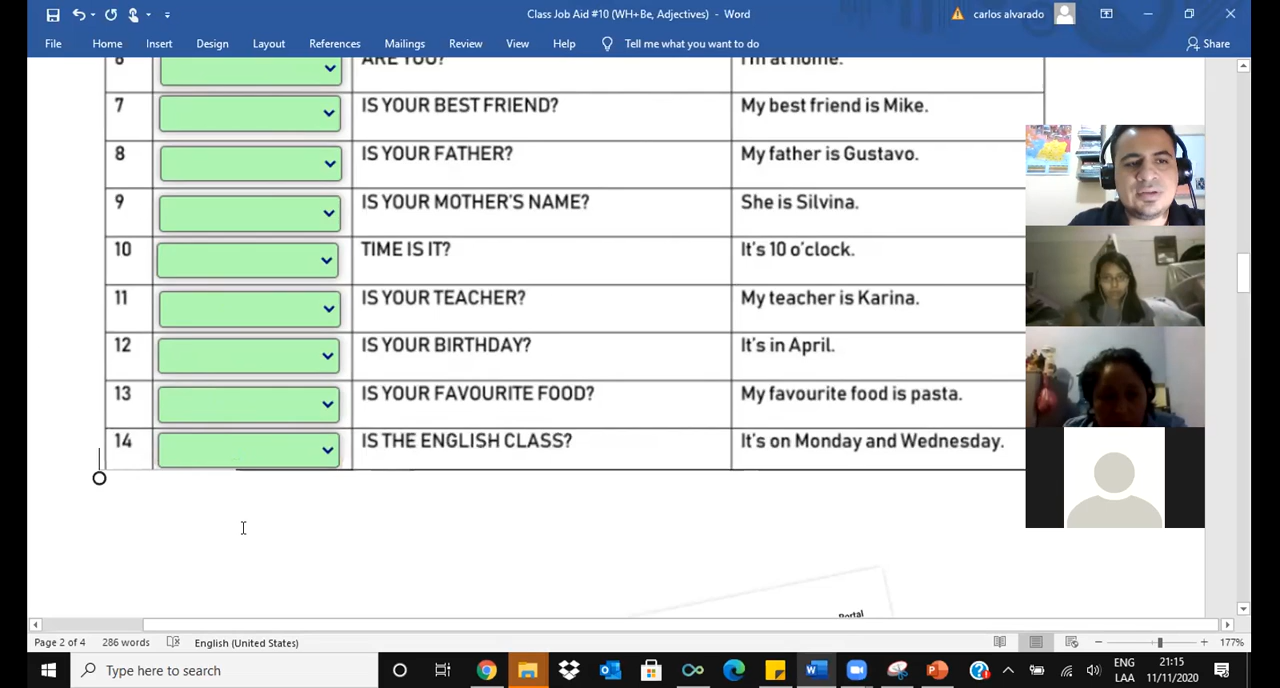 Class Job Aid #10 (WH+Be, Adjectives) - Word
carlos alvarado
File Home Insert Design Layout References Mailings Review View Help Tell me what you want to do Share
6 ARE YOU? I'm at home.
7 IS YOUR BEST FRIEND? My best friend is Mike.
8 IS YOUR FATHER? My father is Gustavo.
9 IS YOUR MOTHER'S NAME? She is Silvina.
10 TIME IS IT? It's 10 o'clock.
11 IS YOUR TEACHER? My teacher is Karina.
12 IS YOUR BIRTHDAY? It's in April.
13 IS YOUR FAVOURITE FOOD? My favourite food is pasta.
14 IS THE ENGLISH CLASS? It's on Monday and Wednesday.
Portal
Page 2 of 4 286 words English (United States) 177%
Type here to search
ENG 21:15
LAA 11/11/2020